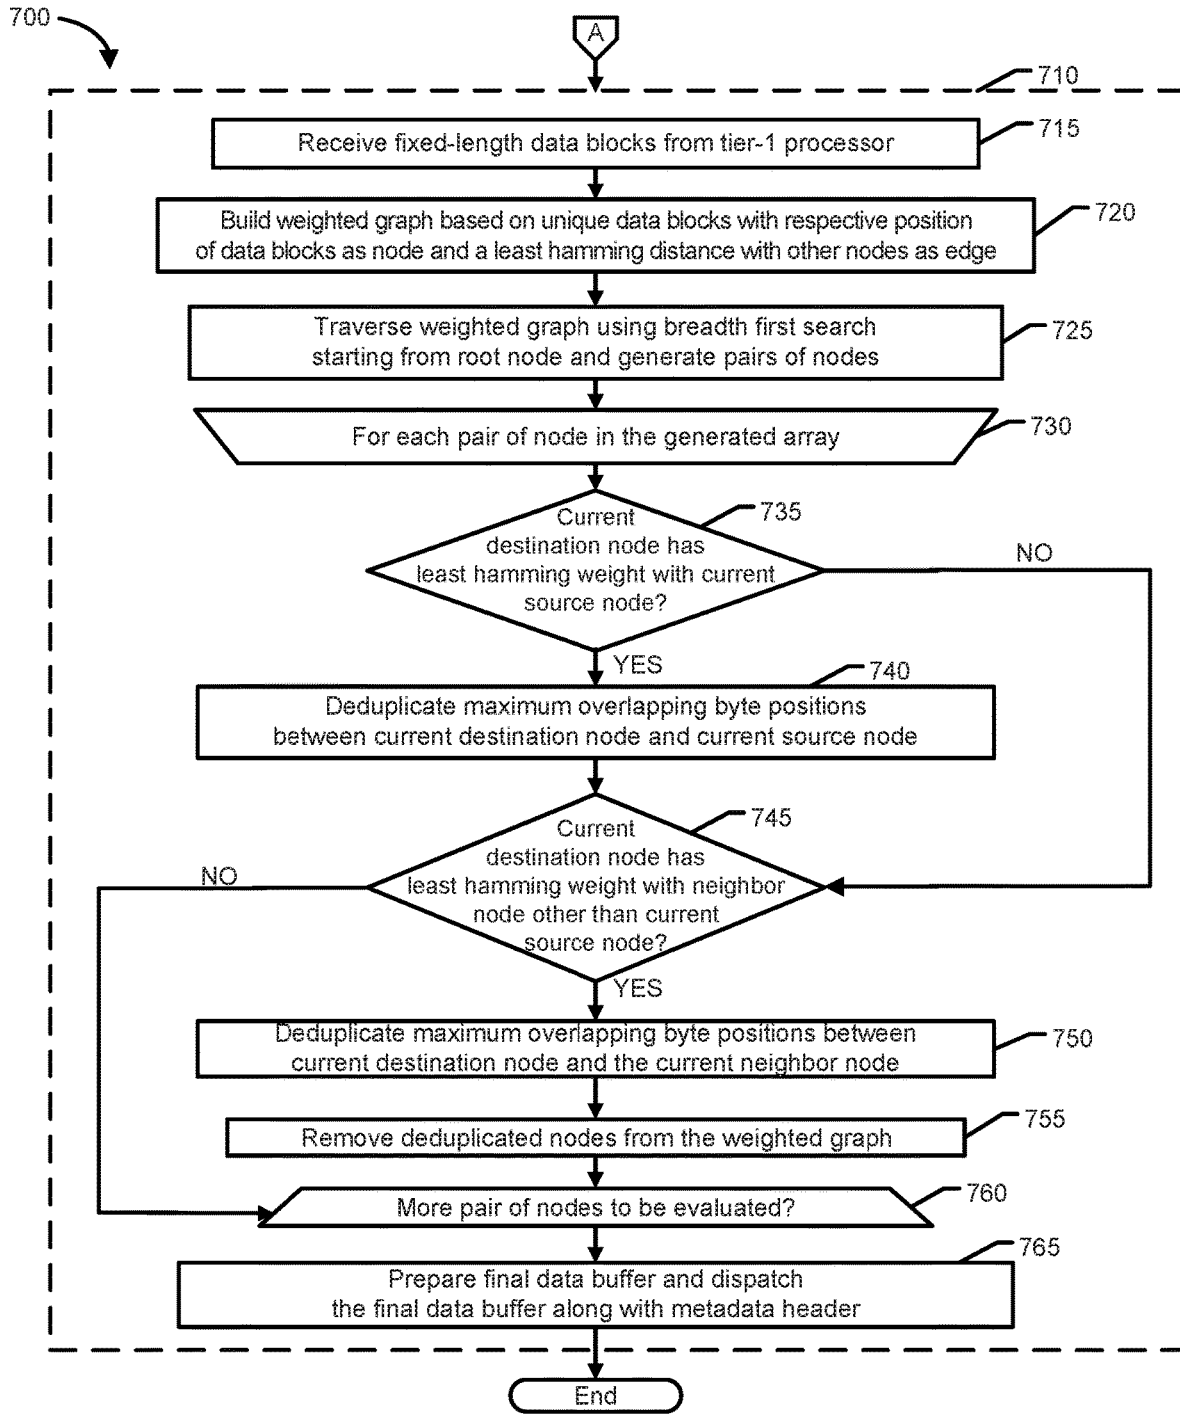 700
A
710
Receive fixed-length data blocks from tier-1 processor
715
Build weighted graph based on unique data blocks with respective position
of data blocks as node and a least hamming distance with other nodes as edge
720
Traverse weighted graph using breadth first search
starting from root node and generate pairs of nodes
725
For each pair of node in the generated array
730
Current
destination node has
least hamming weight with current
source node?
735
NO
YES
740
Deduplicate maximum overlapping byte positions
between current destination node and current source node
745
Current
destination node has
least hamming weight with neighbor
node other than current
source node?
NO
YES
Deduplicate maximum overlapping byte positions between
current destination node and the current neighbor node
750
Remove deduplicated nodes from the weighted graph
755
More pair of nodes to be evaluated?
760
765
Prepare final data buffer and dispatch
the final data buffer along with metadata header
End